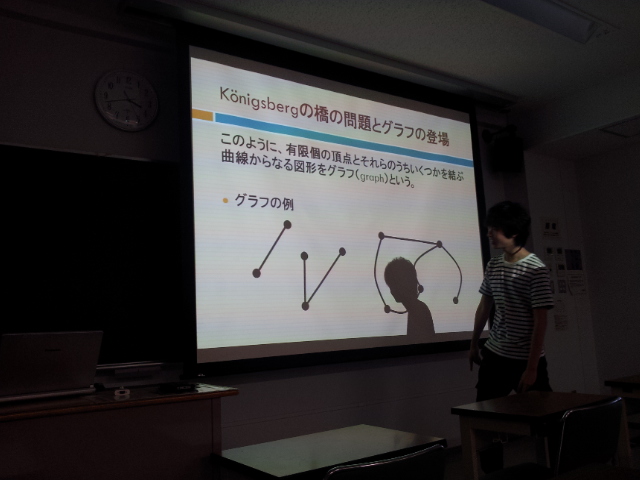 Königsbergの橋の問題とグラフの登場
このように、有限個の頂点とそれらのうちいくつかを結ぶ
曲線からなる図形をグラフ(graph)という。
• グラフの例